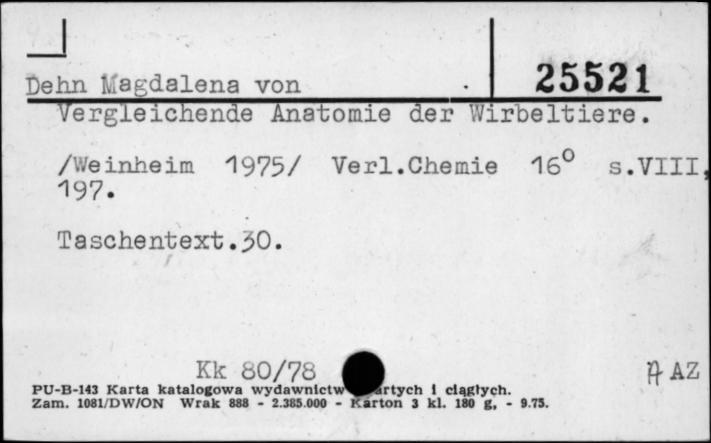 Dehn Magdalena von 25521
Vergleichende Anatomie der Wirbeltiere.
/Weinheim 1975/ Verl.Chemie 16° s.VIII,
197.
Taschentext.30.
Kk 80/78 AZ
PU-B-143 Karta katalogowa wydawnictw artych i ciągłych.
Zam. 1081/DW/ON Wrak 888 - 2.385.000 - Karton 3 kl. 180 g, - 9.75.